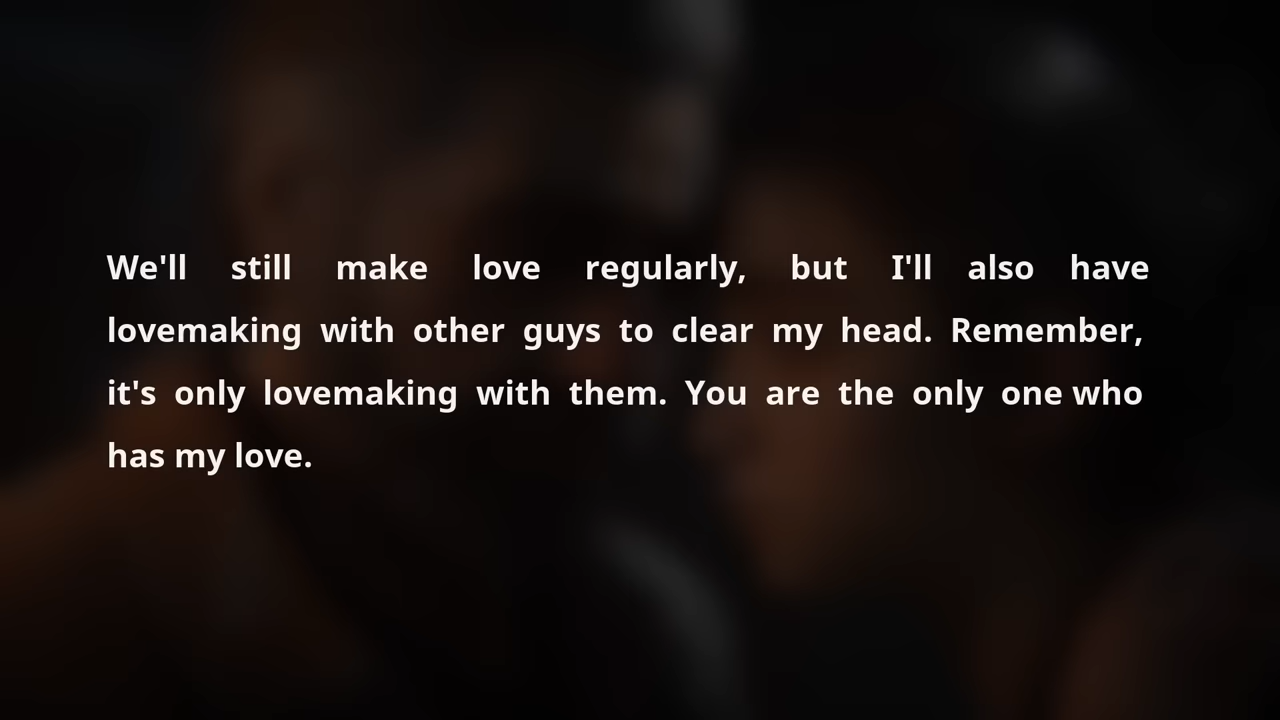 We'll still make love regularly, but I'll also have
lovemaking with other guys to clear my head. Remember,
it's only lovemaking with them. You are the only one who
has my love.